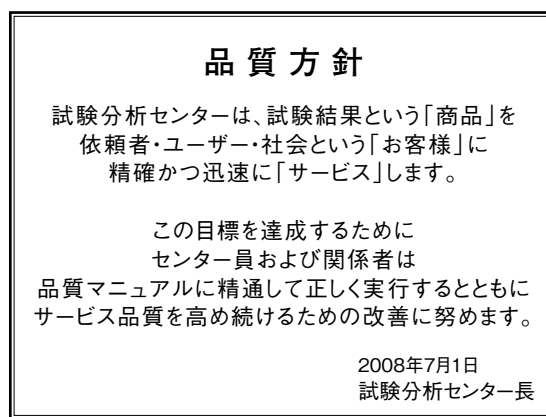 品質方針
試験分析センターは、試験結果という「商品」を
依頼者・ユーザー・社会という「お客様」に
精確かつ迅速に「サービス」します。
この目標を達成するために
センター員および関係者は
品質マニュアルに精通して正しく実行するとともに
サービス品質を高め続けるための改善に努めます。
2008年7月1日
試験分析センター長